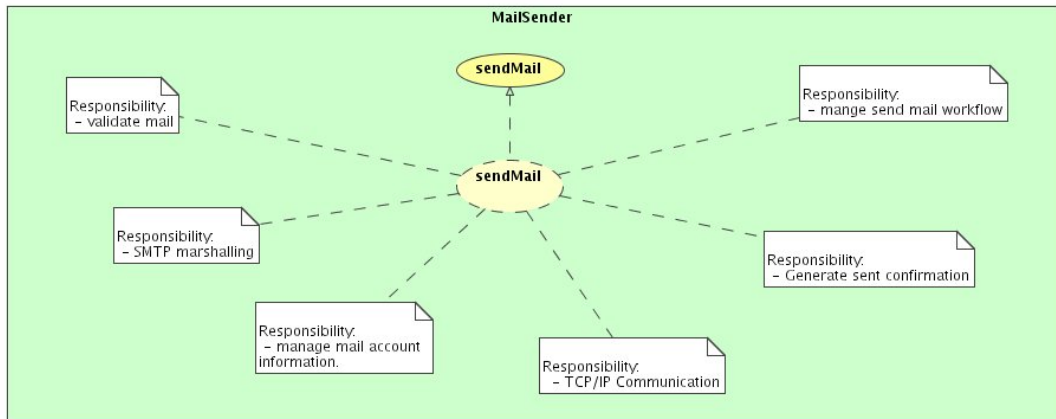 MailSender
sendMail
Responsibility:
- validate mail
Responsibility:
- mange send mail workflow
sendMail
Responsibility:
- SMTP marshalling
Responsibility:
- Generate sent confirmation
Responsibility:
- manage mail account
information.
Responsibility:
- TCP/IP Communication